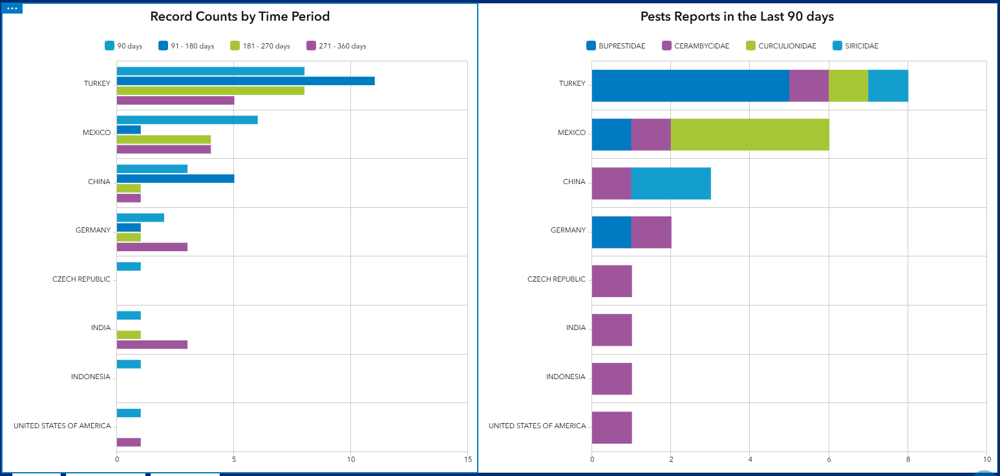 Record Counts by Time Period
90 days 91 - 180 days 181 - 270 days 271 - 360 days
TURKEY
MEXICO
CHINA
GERMANY
CZECH REPUBLIC
INDIA
INDONESIA
UNITED STATES OF AMERICA
0 5 10 15
Pests Reports in the Last 90 days
BUPRESTIDAE CERAMBYCIDAE CURCULIONIDAE SIRICIDAE
TURKEY
MEXICO
CHINA
GERMANY
CZECH REPUBLIC
INDIA
INDONESIA
UNITED STATES OF AMERICA
0 2 4 6 8 10